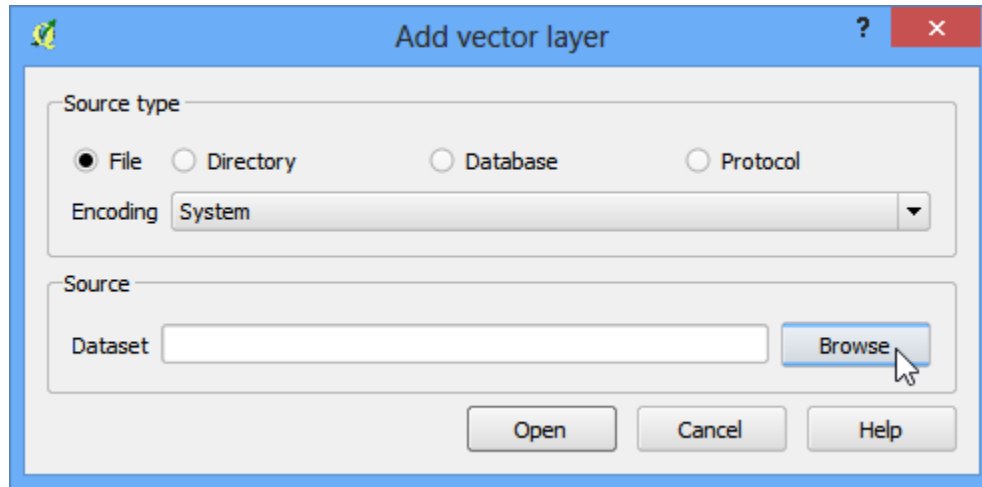 Add vector layer ?
Source type
File Directory Database Protocol
Encoding System
Source
Dataset Browse
Open Cancel Help